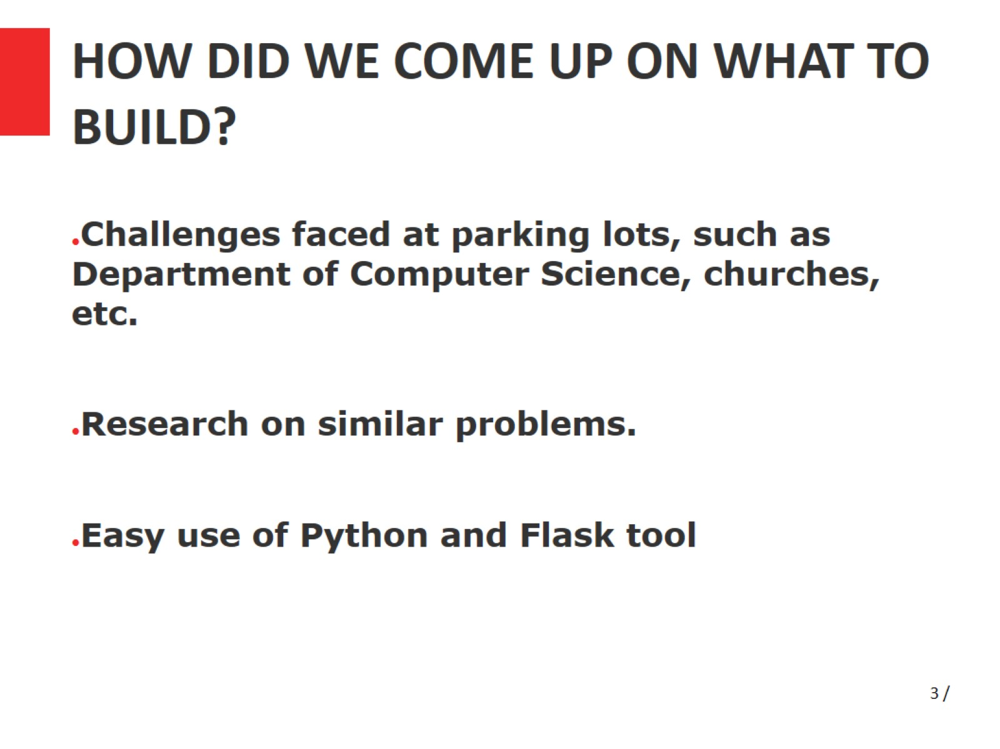 HOW DID WE COME UP ON WHAT TO
BUILD?
•Challenges faced at parking lots, such as
Department of Computer Science, churches,
etc.
•Research on similar problems.
•Easy use of Python and Flask tool
3 /